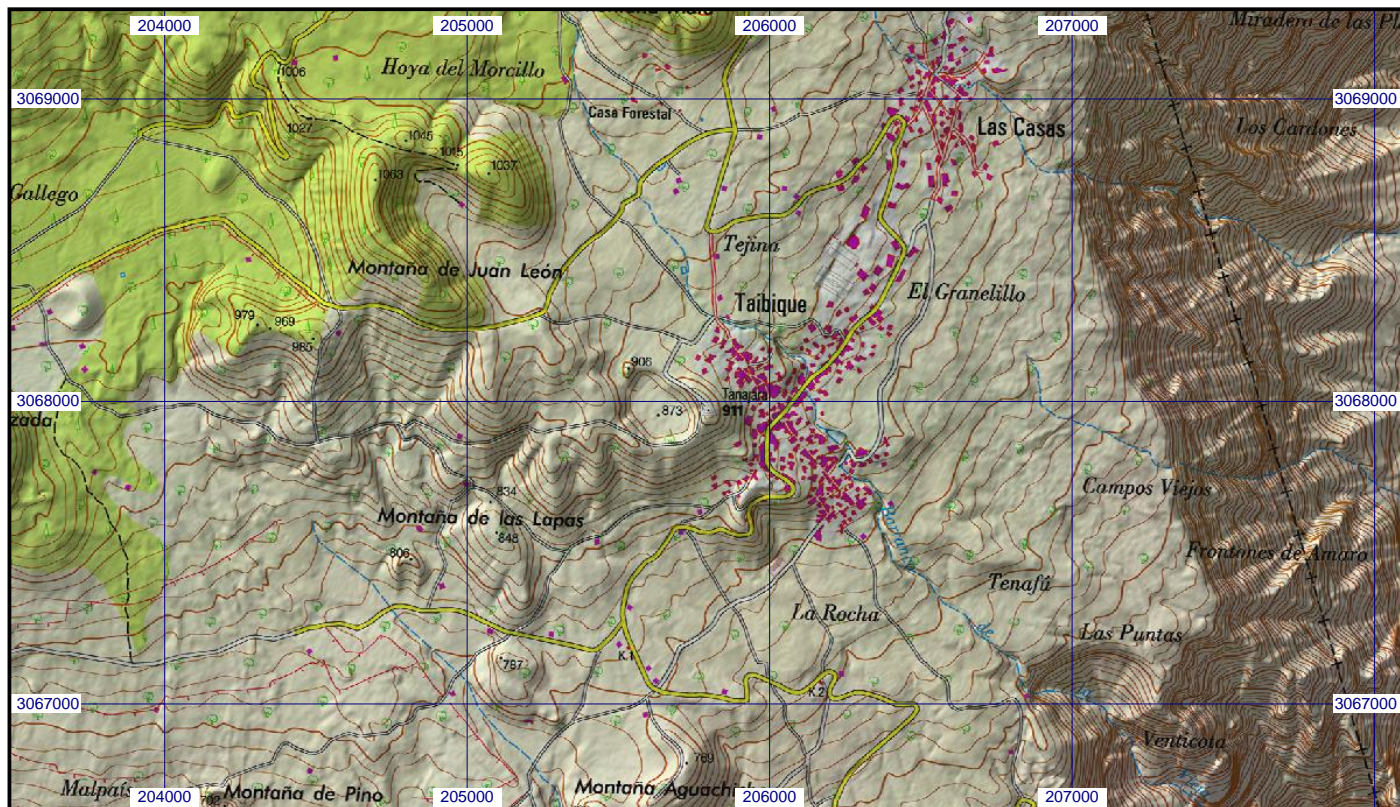 204000
205000
206000
207000
Miradero de las
1006
Hoya del Morcillo
3069000
3069000
Casa Forestal
1027
1045
1015
Las Casas
Los Cardones
1037
1063
Gallego
Tejina
Montaña de Juan León
El Granelillo
Taibique
979
969
985
906
Tanajara
911
873
3068000
3068000
zada
834
Campos Viejos
Montaña de las Lapas
848
Barranco
806
Frontones de Amaro
Tenafú
La Rocha
de
Las Puntas
K.1
797
K.2
la
3067000
3067000
Venticota
769
Malpaís
702
Montaña de Pino
Montaña Aguachi
204000
205000
206000
207000